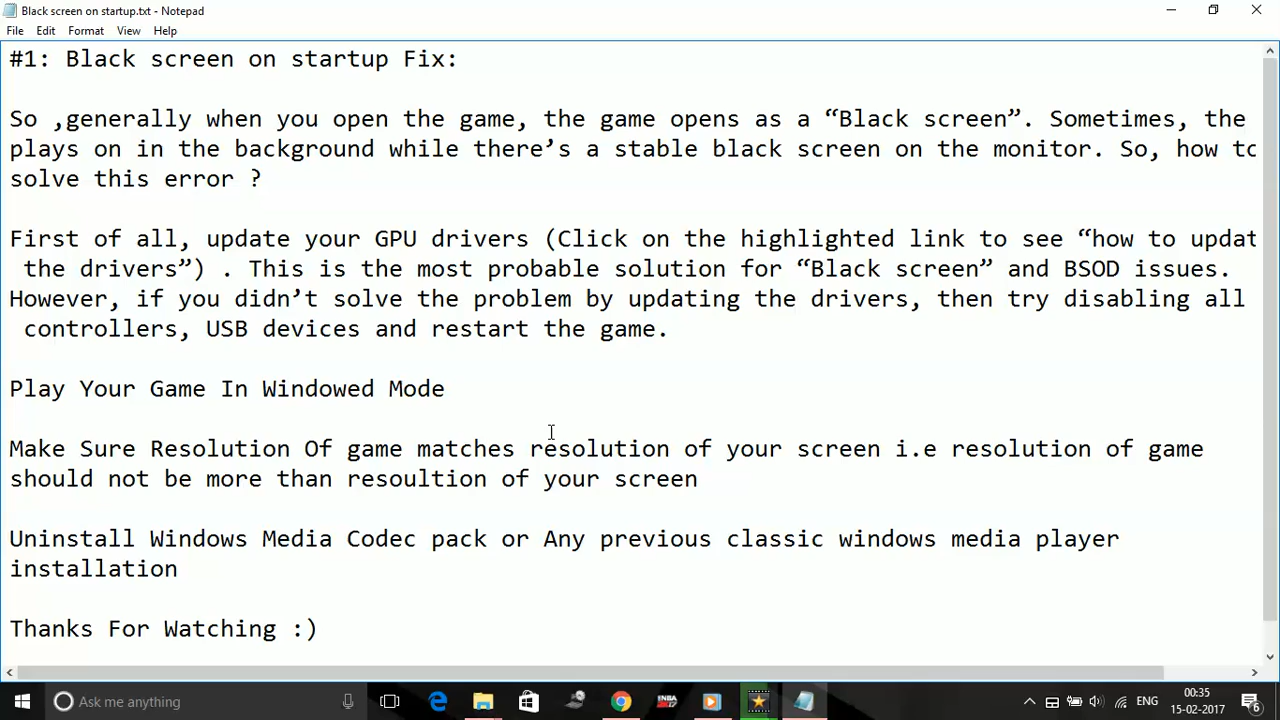 Black screen on startup.txt - Notepad
File Edit Format View Help
#1: Black screen on startup Fix:
So ,generally when you open the game, the game opens as a “Black screen”. Sometimes, the
plays on in the background while there’s a stable black screen on the monitor. So, how to
solve this error ?
First of all, update your GPU drivers (Click on the highlighted link to see “how to updat
the drivers”) . This is the most probable solution for “Black screen” and BSOD issues.
However, if you didn’t solve the problem by updating the drivers, then try disabling all
controllers, USB devices and restart the game.
Play Your Game In Windowed Mode
Make Sure Resolution Of game matches resolution of your screen i.e resolution of game
should not be more than resoultion of your screen
Uninstall Windows Media Codec pack or Any previous classic windows media player
installation
Thanks For Watching :)
Ask me anything
ENG
00:35
15-02-2017
6